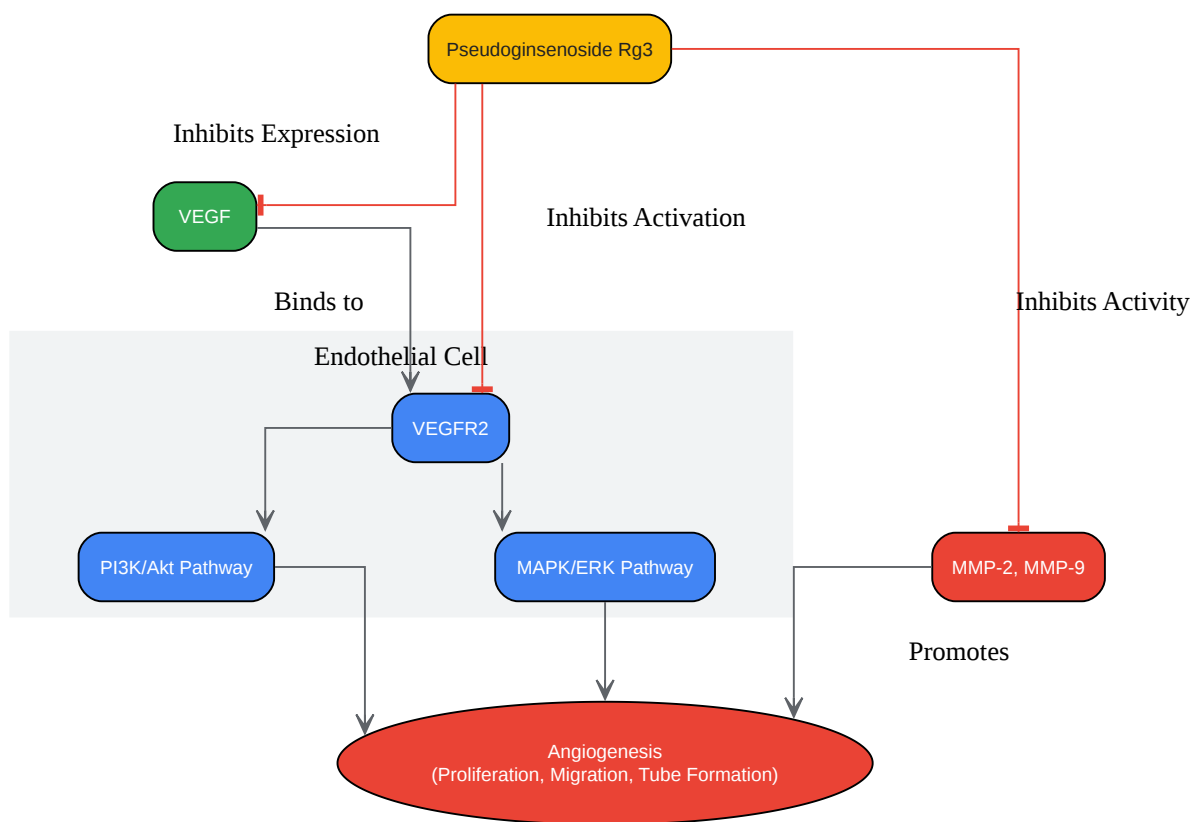 Pseudoginsenoside Rg3
Inhibits Expression
VEGF
Inhibits Activation
Binds to
Inhibits Activity
Endothelial Cell
VEGFR2
PI3K/Akt Pathway
MAPK/ERK Pathway
MMP-2, MMP-9
Promotes
Angiogenesis
(Proliferation, Migration, Tube Formation)